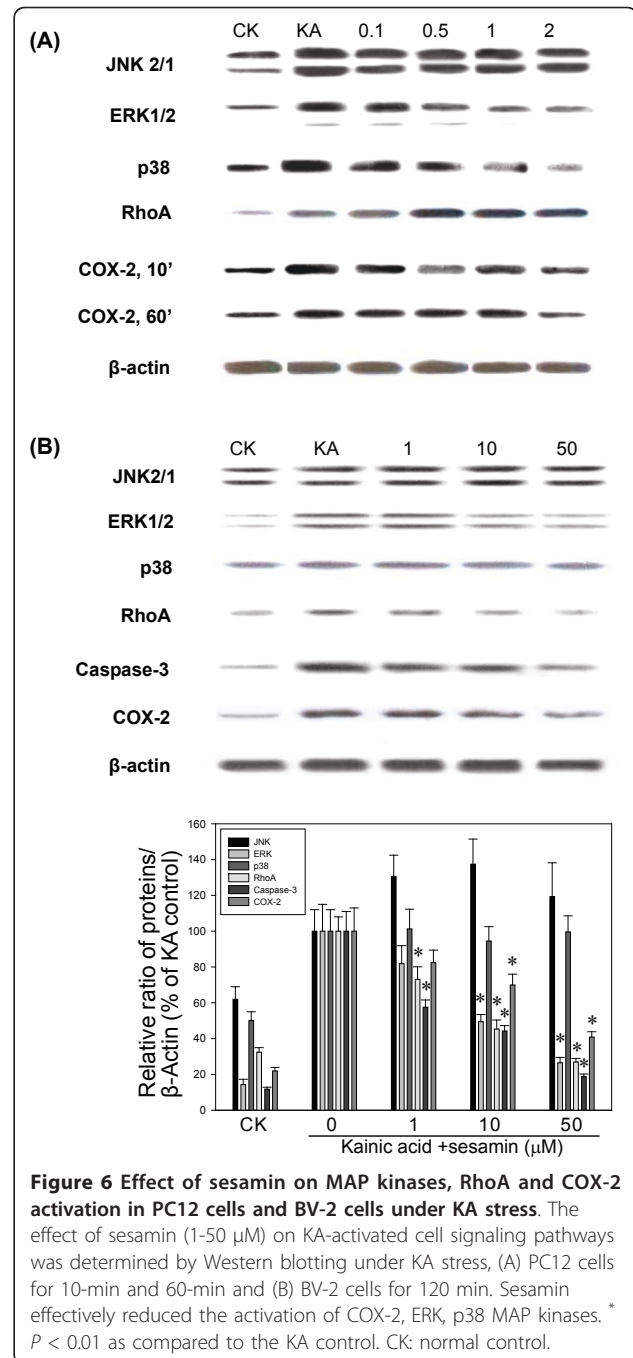 (A)
CK KA 0.1 0.5 1 2
JNK 2/1
ERK1/2
p38
RhoA
COX-2, 10'
COX-2, 60'
β-actin
(B)
CK KA 1 10 50
JNK2/1
ERK1/2
p38
RhoA
Caspase-3
COX-2
β-actin
Relative ratio of proteins/
β-Actin (% of KA control)
160
140
120
100
80
60
40
20
0
JNK
ERK
p38
RhoA
Caspase-3
COX-2
* *
* * * *
* * * *
CK 0 1 10 50
Kainic acid +sesamin (μM)
Figure 6 Effect of sesamin on MAP kinases, RhoA and COX-2
activation in PC12 cells and BV-2 cells under KA stress. The
effect of sesamin (1-50 μM) on KA-activated cell signaling pathways
was determined by Western blotting under KA stress, (A) PC12 cells
for 10-min and 60-min and (B) BV-2 cells for 120 min. Sesamin
effectively reduced the activation of COX-2, ERK, p38 MAP kinases. *
P < 0.01 as compared to the KA control. CK: normal control.